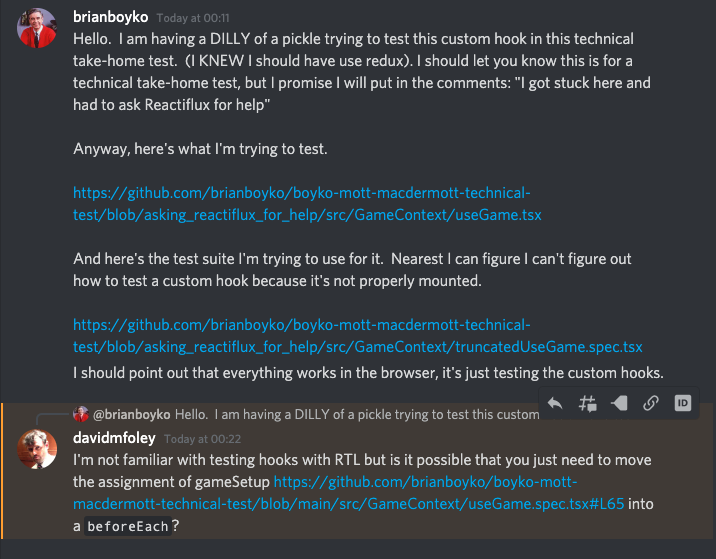 brianboyko Today at 00:11
Hello. I am having a DILLY of a pickle trying to test this custom hook in this technical
take-home test. (I KNEW I should have use redux). I should let you know this is for a
technical take-home test, but I promise I will put in the comments: "I got stuck here and
had to ask Reactiflux for help"
Anyway, here's what I'm trying to test.
https://github.com/brianboyko/boyko-mott-macdermott-technical-
test/blob/asking_reactiflux_for_help/src/GameContext/useGame.tsx
And here's the test suite I'm trying to use for it. Nearest I can figure I can't figure out
how to test a custom hook because it's not properly mounted.
https://github.com/brianboyko/boyko-mott-macdermott-technical-
test/blob/asking_reactiflux_for_help/src/GameContext/truncatedUseGame.spec.tsx
I should point out that everything works in the browser, it's just testing the custom hooks.
@brianboyko Hello. I am having a DILLY of a pickle trying to test this custom
ID
davidmfoley Today at 00:22
I'm not familiar with testing hooks with RTL but is it possible that you just need to move
the assignment of gameSetup https://github.com/brianboyko/boyko-mott-
macdermott-technical-test/blob/main/src/GameContext/useGame.spec.tsx#L65 into
a beforeEach?